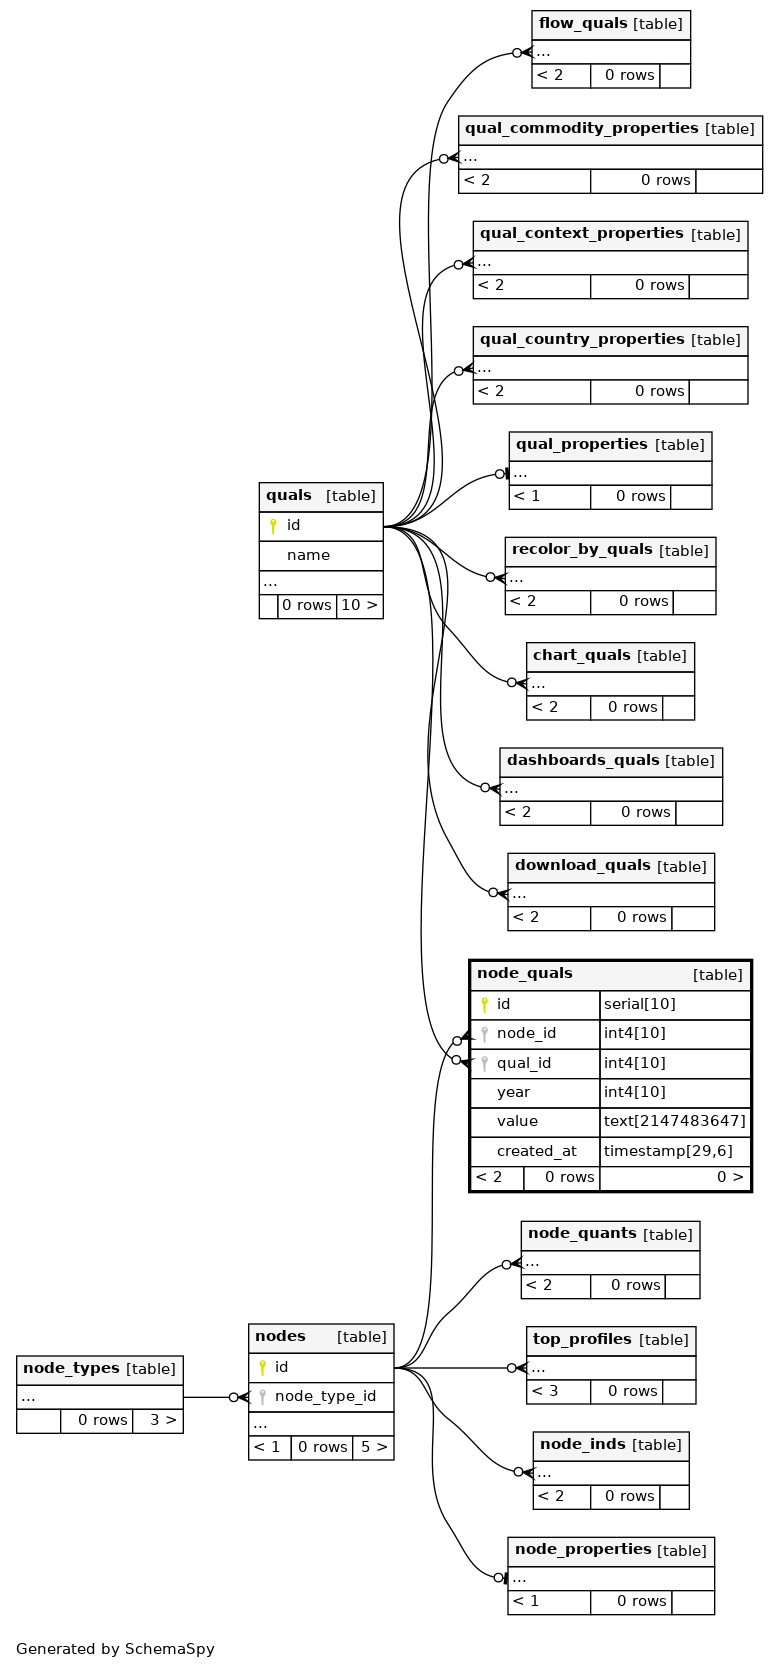 flow_quals [table]
...
< 2 0 rows
qual_commodity_properties [table]
...
< 2 0 rows
qual_context_properties [table]
...
< 2 0 rows
qual_country_properties [table]
...
< 2 0 rows
qual_properties [table]
...
< 1 0 rows
quals [table]
id
name
...
0 rows 10 >
recolor_by_quals [table]
...
< 2 0 rows
chart_quals [table]
...
< 2 0 rows
dashboards_quals [table]
...
< 2 0 rows
download_quals [table]
...
< 2 0 rows
node_quals [table]
id serial[10]
node_id int4[10]
qual_id int4[10]
year int4[10]
value text[2147483647]
created_at timestamp[29,6]
< 2 0 rows 0 >
node_quants [table]
...
< 2 0 rows
nodes [table]
id
node_type_id
...
< 1 0 rows 5 >
node_types [table]
...
0 rows 3 >
top_profiles [table]
...
< 3 0 rows
node_inds [table]
...
< 2 0 rows
node_properties [table]
...
< 1 0 rows
Generated by SchemaSpy